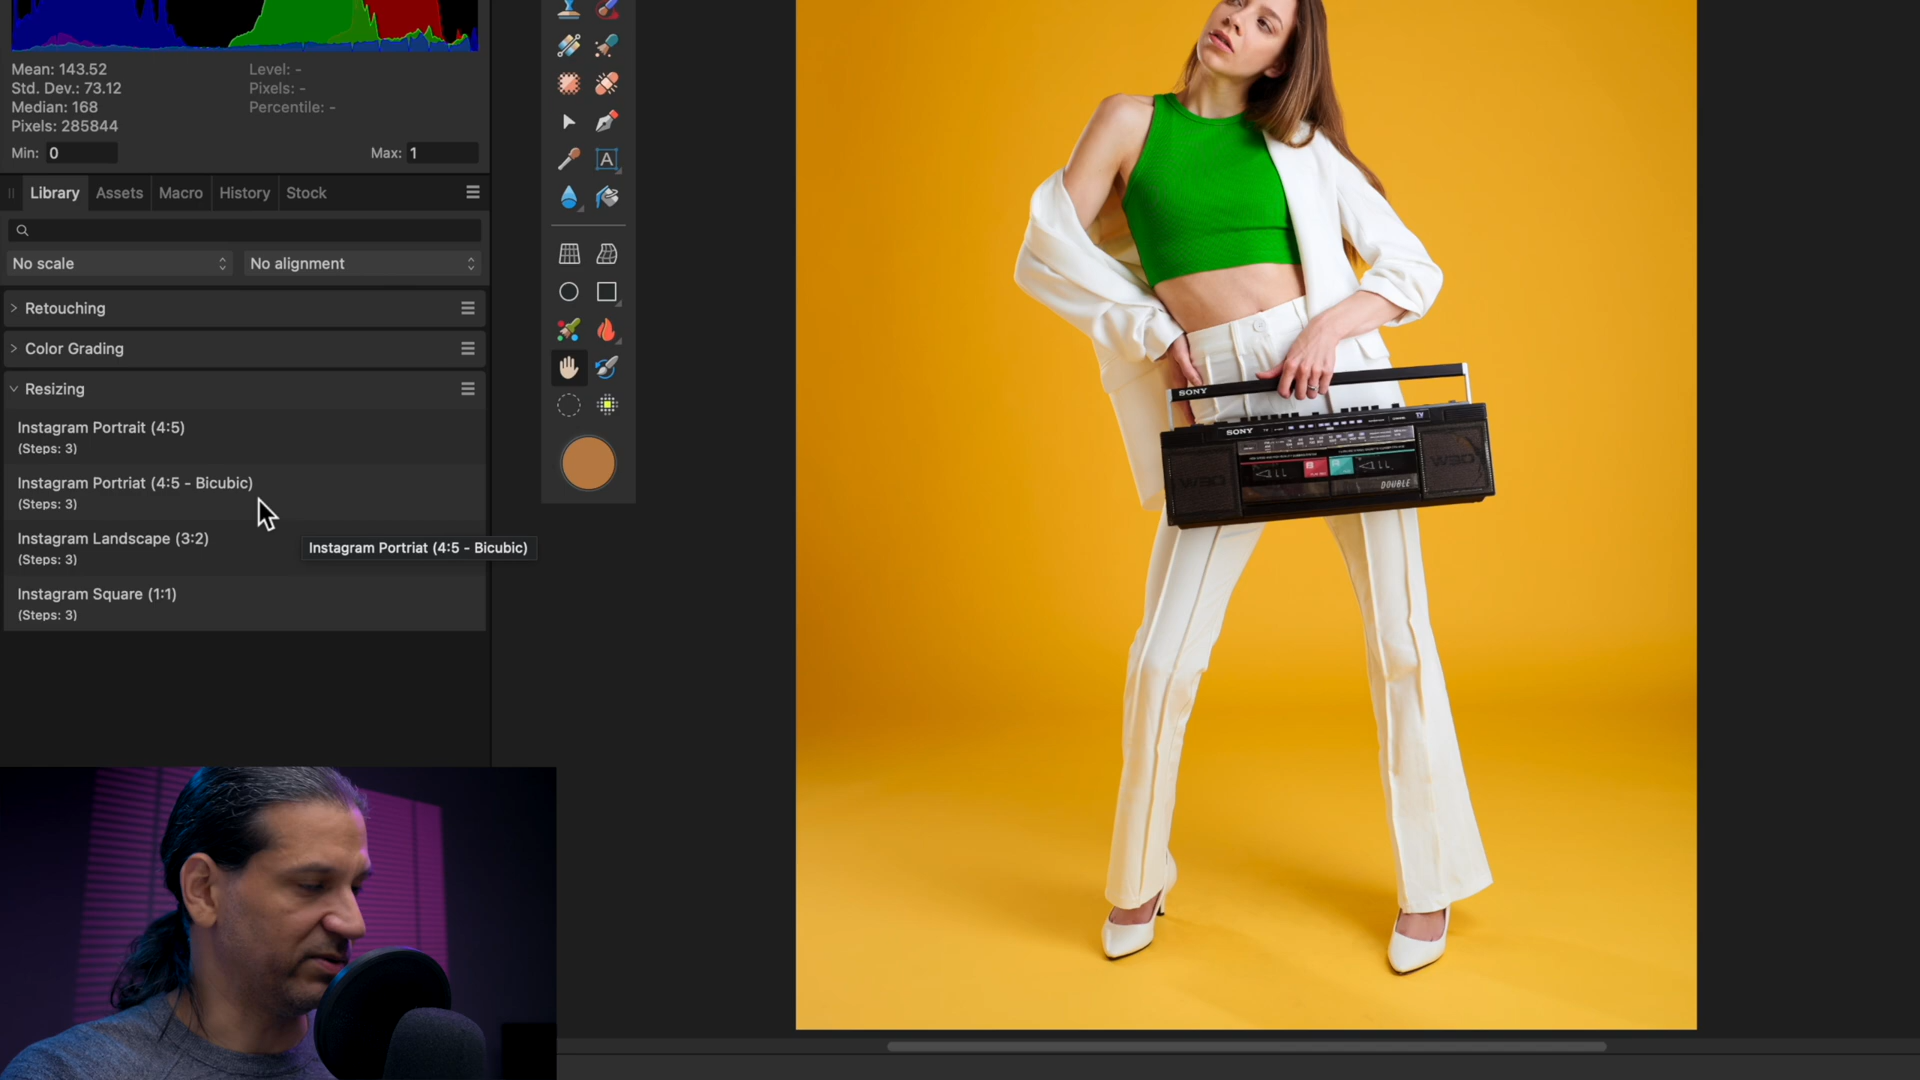 Mean: 143.52
Level: -
Std. Dev.: 73.12
Pixels: -
Median: 168
Percentile: -
Pixels: 285844
Min: 0
Max: 1
Library
Assets
Macro
History
Stock
No scale
No alignment
Retouching
Color Grading
Resizing
Instagram Portrait (4:5)
(Steps: 3)
Instagram Portriat (4:5 - Bicubic)
(Steps: 3)
Instagram Landscape (3:2)
(Steps: 3)
Instagram Portriat (4:5 - Bicubic)
Instagram Square (1:1)
(Steps: 3)
A
SONY
SONY
TV
DOUBLE